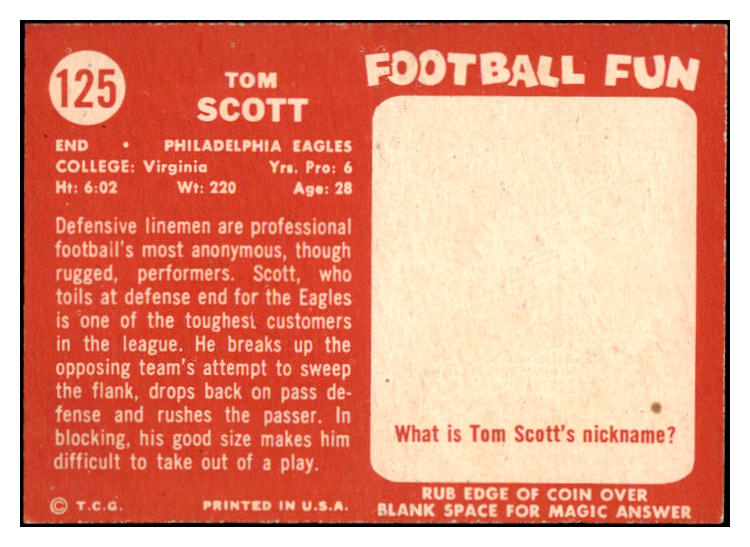 125
TOM
SCOTT
END • PHILADELPHIA EAGLES
COLLEGE: Virginia Yrs. Pro: 6
Ht: 6:02 Wt: 220 Age: 28
Defensive linemen are professional
football's most anonymous, though
rugged, performers. Scott, who
toils at defense end for the Eagles
is one of the toughest customers
in the league. He breaks up the
opposing team's attempt to sweep
the flank, drops back on pass de-
fense and rushes the passer. In
blocking, his good size makes him
difficult to take out of a play.
© T.C.G. PRINTED IN U.S.A.
FOOTBALL FUN
What is Tom Scott's nickname?
RUB EDGE OF COIN OVER
BLANK SPACE FOR MAGIC ANSWER